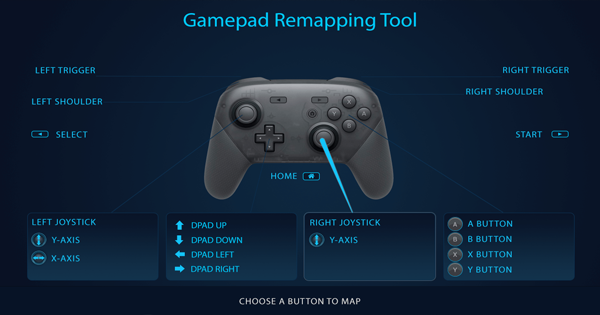 Gamepad Remapping Tool
LEFT TRIGGER
RIGHT TRIGGER
LEFT SHOULDER
RIGHT SHOULDER
SELECT
START
HOME
LEFT JOYSTICK
Y-AXIS
X-AXIS
DPAD UP
DPAD DOWN
DPAD LEFT
DPAD RIGHT
RIGHT JOYSTICK
Y-AXIS
A A BUTTON
B B BUTTON
X X BUTTON
Y Y BUTTON
CHOOSE A BUTTON TO MAP